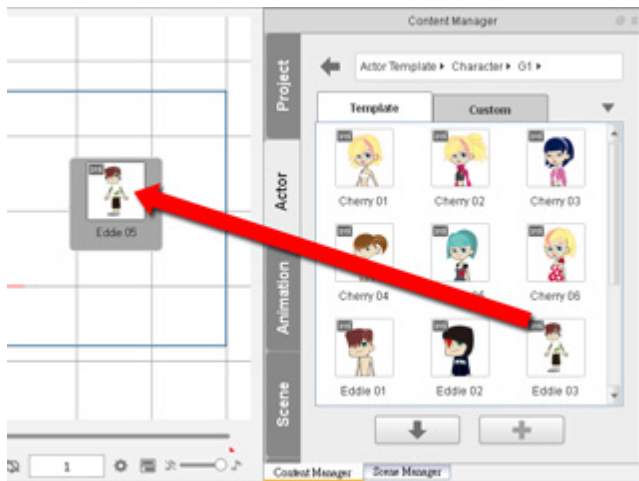 Content Manager
Project
Actor
Animation
Scene
Actor Template ▸ Character ▸ G1 ▸
Template Custom
Cherry 01 Cherry 02 Cherry 03
Cherry 04 05 Cherry 06
Eddie 01 Eddie 02 Eddie 03
Eddie 05
1
Content Manager Scene Manager